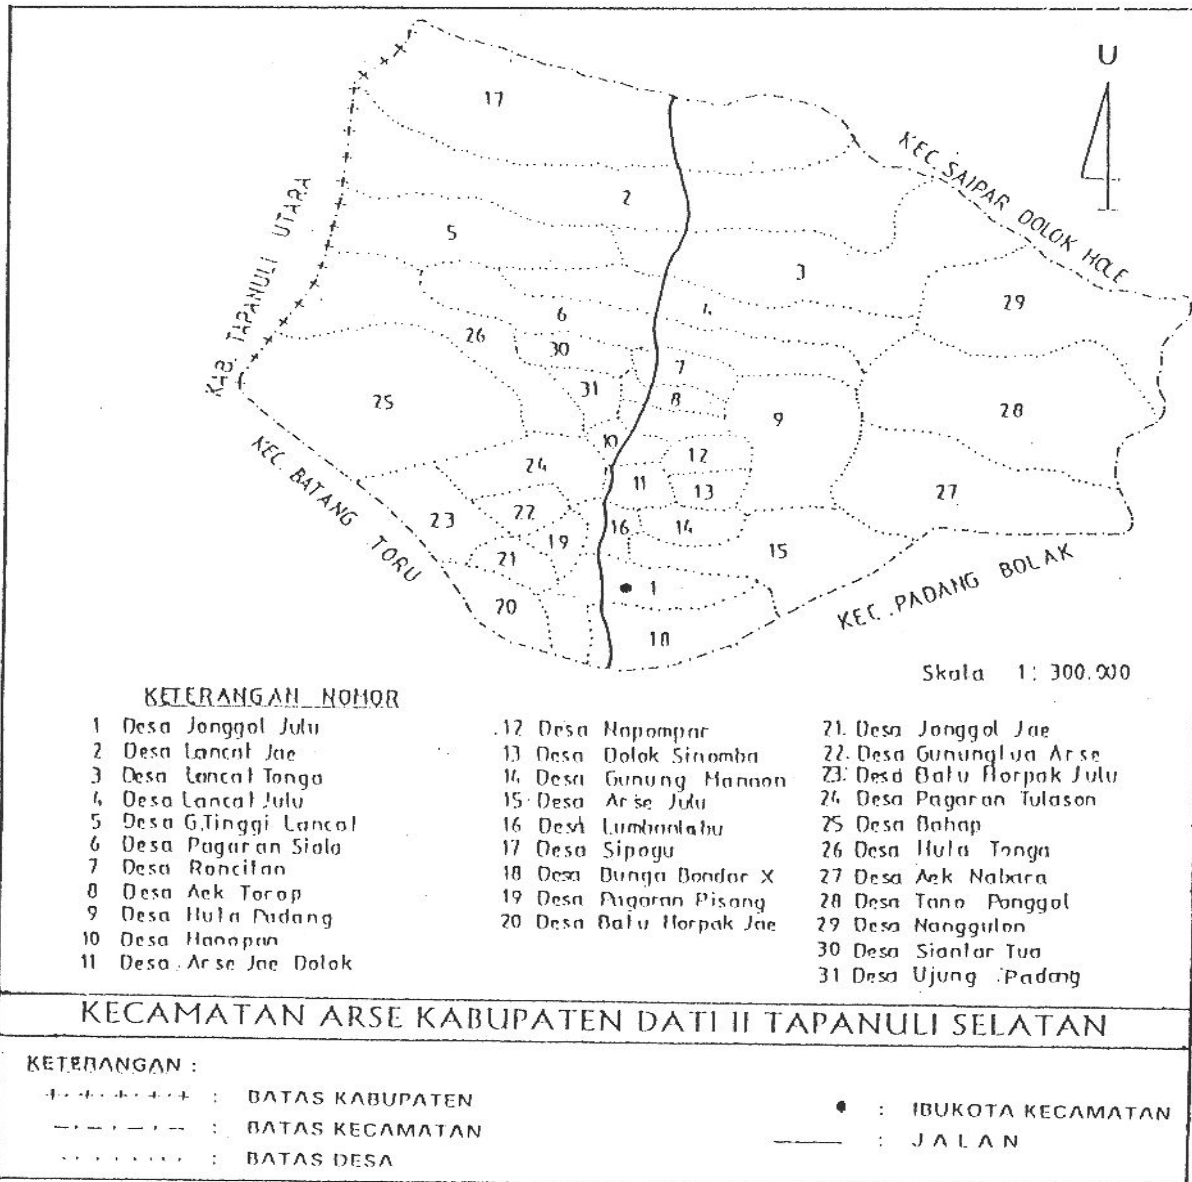 U
17
KEC. SAIPAR DOLOK HOLE
2
KAB. TAPANULI UTARA
5
3
29
4
6
26
30
7
31
8
25
9
28
10
12
24
11
13
27
KEC. BATANG TORU
22
23
16
14
19
15
21
KEC. PADANG BOLAK
1
20
18
Skala 1 : 300.000
KETERANGAN NOMOR
1 Desa Jonggol Julu
2 Desa Lancat Jae
3 Desa Lancat Tonga
4 Desa Lancat Julu
5 Desa G.Tinggi Lancat
6 Desa Pagaran Siala
7 Desa Roncitan
8 Desa Aek Torop
9 Desa Huta Padang
10 Desa Hanopan
11 Desa Arse Jae Dolok
12 Desa Napompar
13 Desa Dolok Sinomba
14 Desa Gunung Mannon
15 Desa Arse Julu
16 Desa Lumbanlabu
17 Desa Sipogu
18 Desa Bunga Bondar X
19 Desa Pagaran Pisang
20 Desa Batu Horpak Jae
21. Desa Jonggol Jae
22. Desa Gunungtua Arse
23. Desa Batu Horpak Julu
24 Desa Pagaran Tulason
25 Desa Bahap
26 Desa Huta Tonga
27 Desa Aek Nabara
28 Desa Tano Ponggol
29 Desa Nanggulon
30 Desa Siantar Tua
31 Desa Ujung Padang
KECAMATAN ARSE KABUPATEN DATI II TAPANULI SELATAN
KETERANGAN :
: BATAS KABUPATEN
: BATAS KECAMATAN
: BATAS DESA
: IBUKOTA KECAMATAN
: JALAN